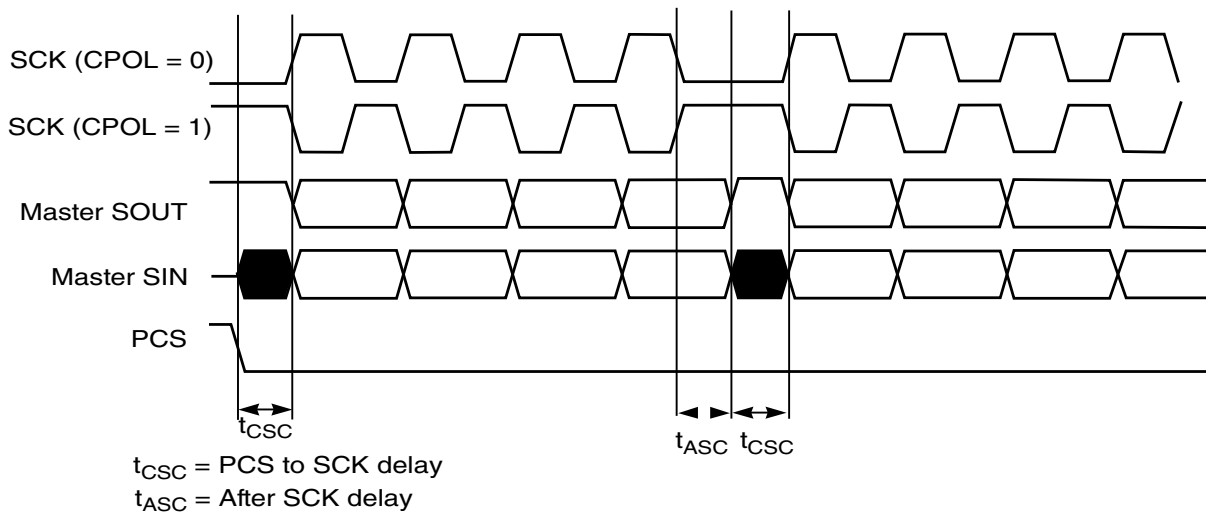 SCK (CPOL = 0)
SCK (CPOL = 1)
Master SOUT
Master SIN
PCS
tCSC
tASC
tCSC
tCSC = PCS to SCK delay
tASC = After SCK delay